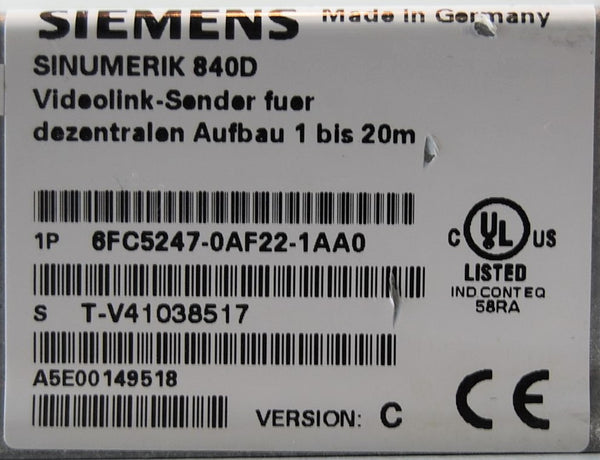 SIEMENS Made in Germany
SINUMERIK 840D
Videolink-Sender fuer
dezentralen Aufbau 1 bis 20m
1P 6FC5247-0AF22-1AA0
C UL US
LISTED
IND CONT EQ
58RA
S T-V41038517
A5E00149518
VERSION: C
CE